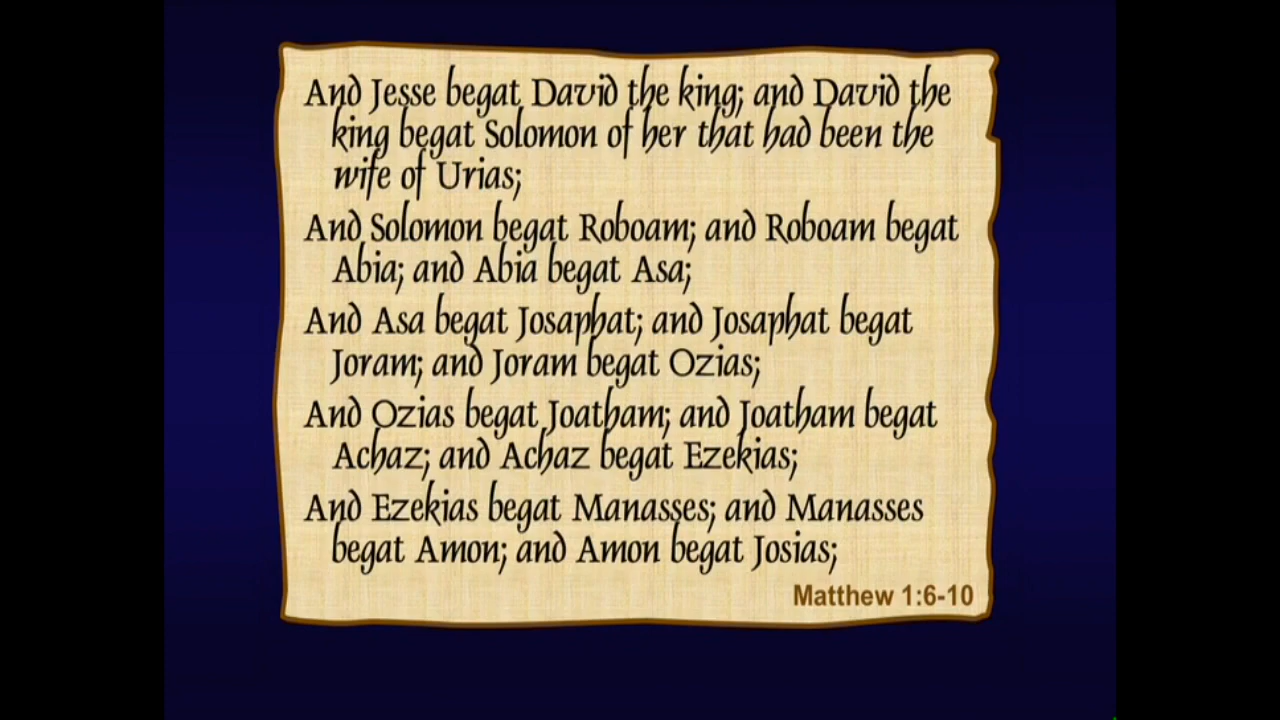 And Jesse begat David the king; and David the
king begat Solomon of her that had been the
wife of Urias;
And Solomon begat Roboam; and Roboam begat
Abia; and Abia begat Asa;
And Asa begat Josaphat; and Josaphat begat
Joram; and Joram begat Ozias;
And Ozias begat Joatham; and Joatham begat
Achaz; and Achaz begat Ezekias;
And Ezekias begat Manasses; and Manasses
begat Amon; and Amon begat Josias;
Matthew 1:6-10